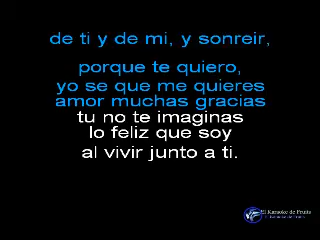 de ti y de mi, y sonreir,
porque te quiero,
yo se que me quieres
amor muchas gracias
tu no te imaginas
lo feliz que soy
al vivir junto a ti.
El Karaoke de Fruits